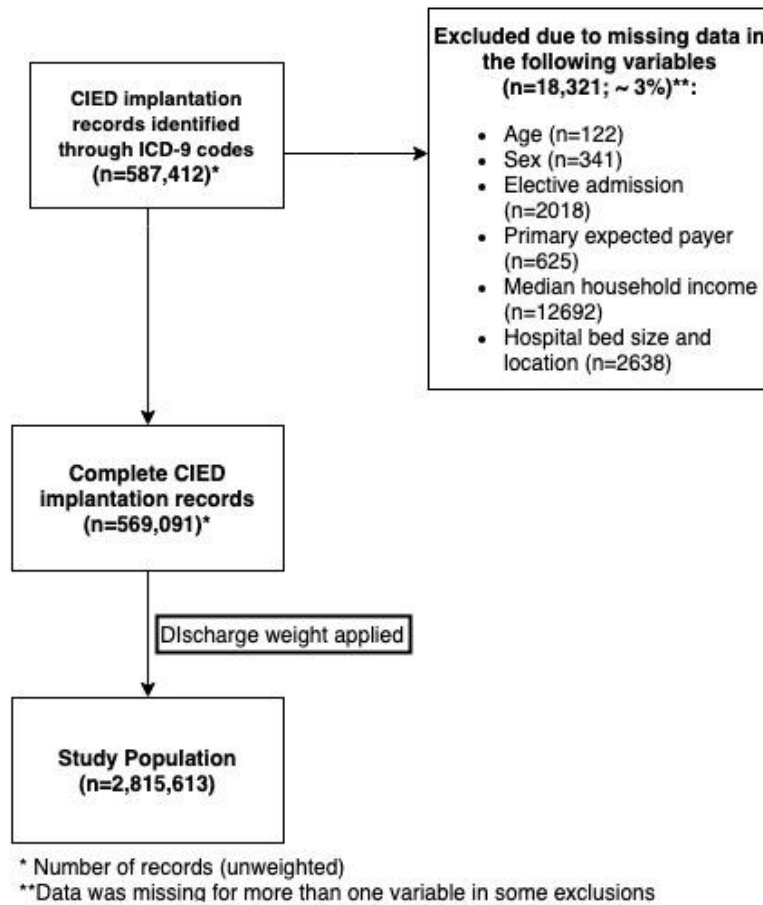 CIED implantation
records identified
through ICD-9 codes
(n=587,412)*
Excluded due to missing data in
the following variables
(n=18,321; ~ 3%)**:
• Age (n=122)
• Sex (n=341)
• Elective admission
(n=2018)
• Primary expected payer
(n=625)
• Median household income
(n=12692)
• Hospital bed size and
location (n=2638)
Complete CIED
implantation records
(n=569,091)*
DIscharge weight applied
Study Population
(n=2,815,613)
* Number of records (unweighted)
**Data was missing for more than one variable in some exclusions